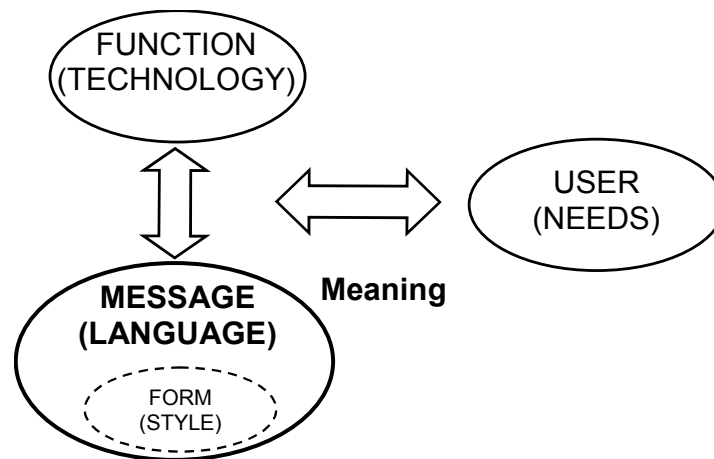 FUNCTION
(TECHNOLOGY)
USER
(NEEDS)
MESSAGE
(LANGUAGE)
Meaning
FORM
(STYLE)